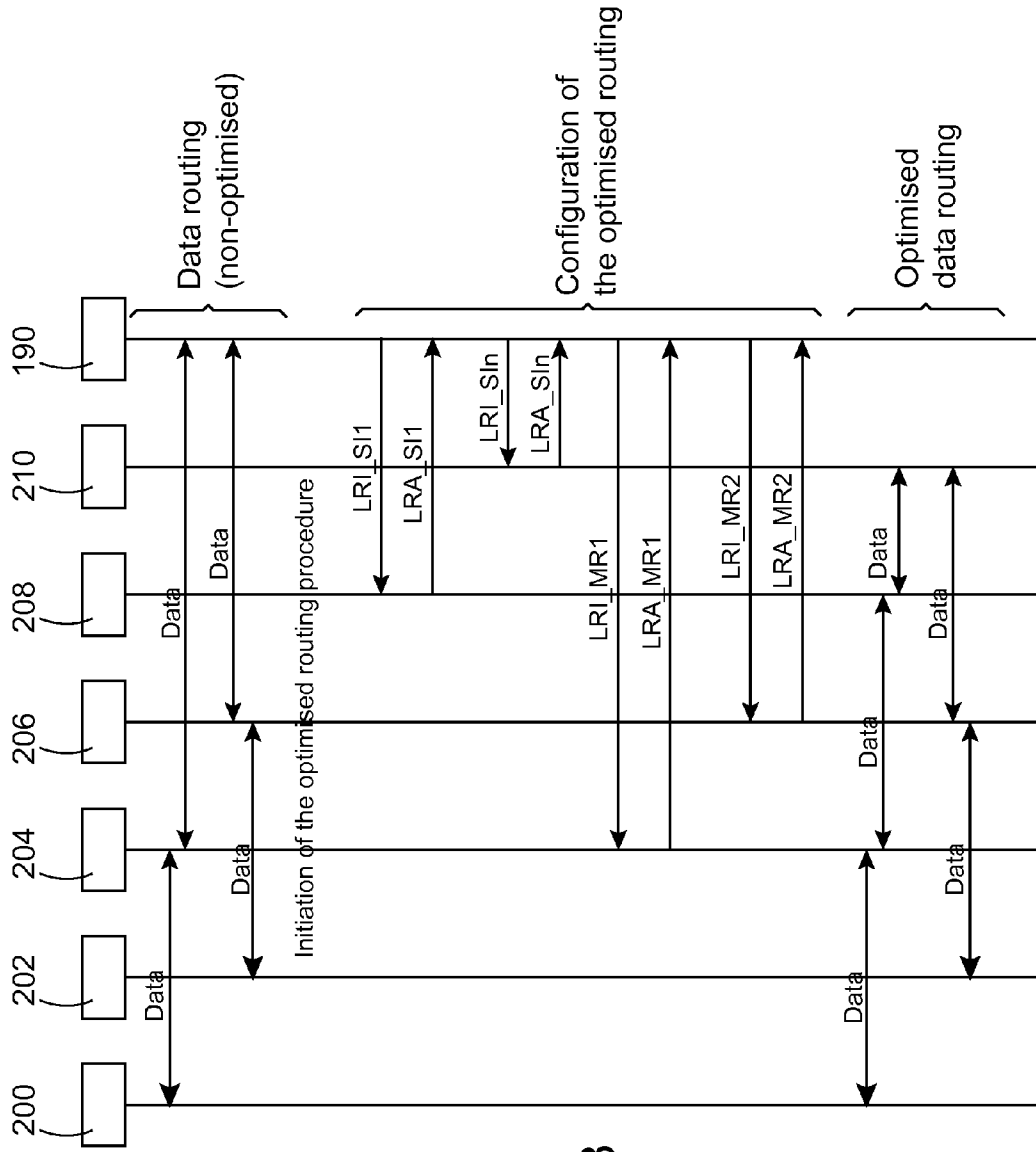 200
202
204
206
208
210
190
Data
Data
Data
Data
Data routing
(non-optimised)
Initiation of the optimised routing procedure
LRI_SI1
LRA_SI1
LRI_SIn
LRA_SIn
LRI_MR1
LRA_MR1
LRI_MR2
LRA_MR2
Configuration of
the optimised routing
Data
Data
Data
Data
Data
Optimised
data routing